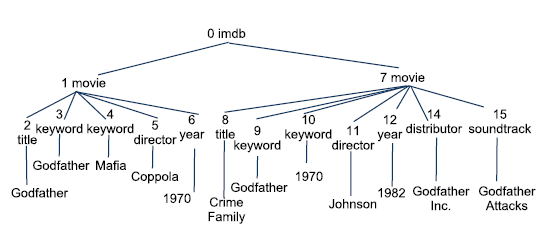 0 imdb
1 movie
7 movie
2
title
3
keyword
4
keyword
5
director
6
year
8
title
9
keyword
10
keyword
11
director
12
year
14
distributor
15
soundtrack
Godfather
Godfather
Mafia
Coppola
1970
Crime
Family
Godfather
1970
Johnson
1982
Godfather
Inc.
Godfather
Attacks